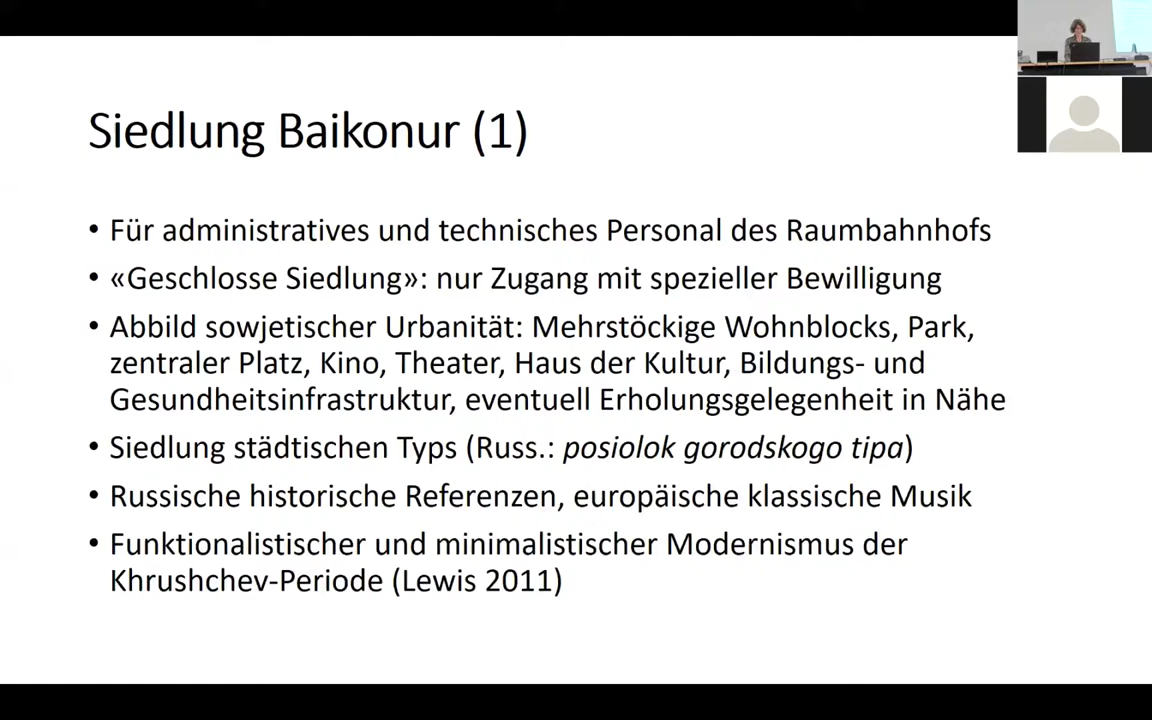 Siedlung Baikonur (1)
• Für administratives und technisches Personal des Raumbahnhofs
• «Geschlosse Siedlung»: nur Zugang mit spezieller Bewilligung
• Abbild sowjetischer Urbanität: Mehrstöckige Wohnblocks, Park,
zentraler Platz, Kino, Theater, Haus der Kultur, Bildungs- und
Gesundheitsinfrastruktur, eventuell Erholungsgelegenheit in Nähe
• Siedlung städtischen Typs (Russ.: posiolok gorodskogo tipa)
• Russische historische Referenzen, europäische klassische Musik
• Funktionalistischer und minimalistischer Modernismus der
Khrushchev-Periode (Lewis 2011)